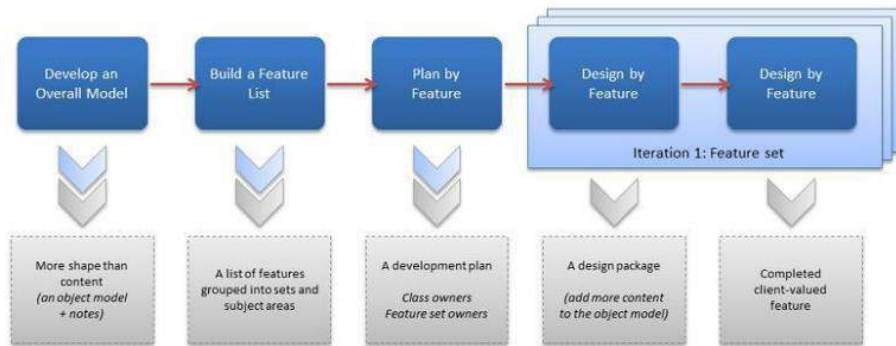 Develop an
Overall Model
Build a Feature
List
Plan by
Feature
Design by
Feature
Design by
Feature
Iteration 1: Feature set
More shape than
content
(an object model
+ notes)
A list of features
grouped into sets and
subject areas
A development plan
Class owners
Feature set owners
A design package
(add more content
to the object model)
Completed
client-valued
feature